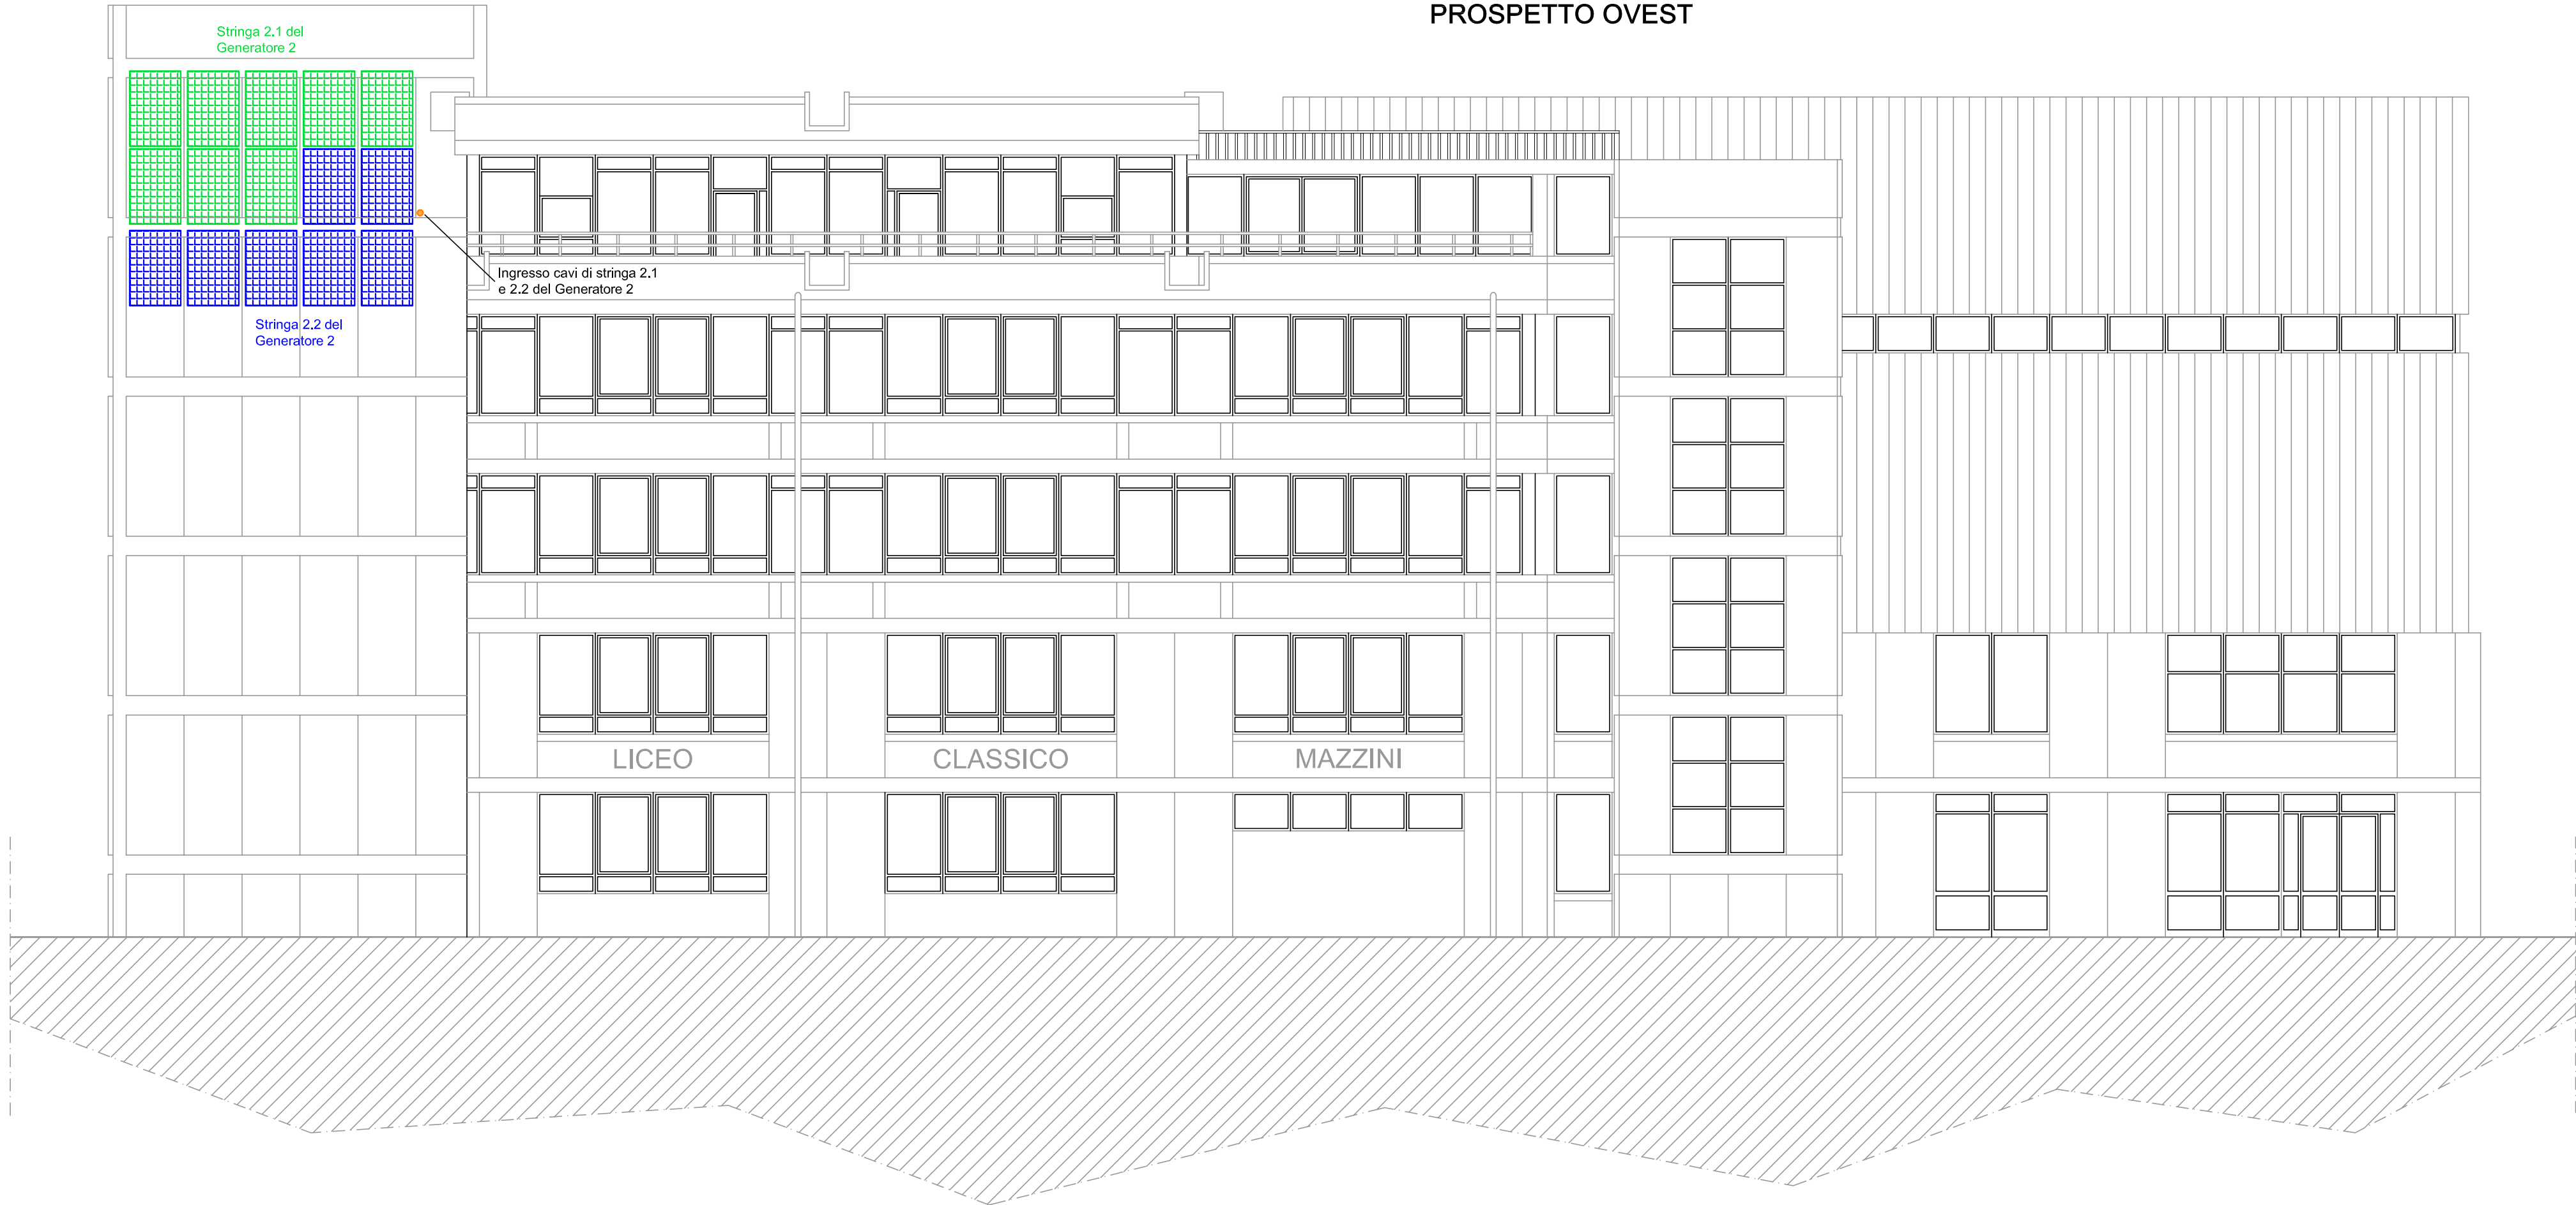 PROSPETTO OVEST
Stringa 2.1 del
Generatore 2
Ingresso cavi di stringa 2.1
e 2.2 del Generatore 2
Stringa 2.2 del
Generatore 2
LICEO CLASSICO MAZZINI